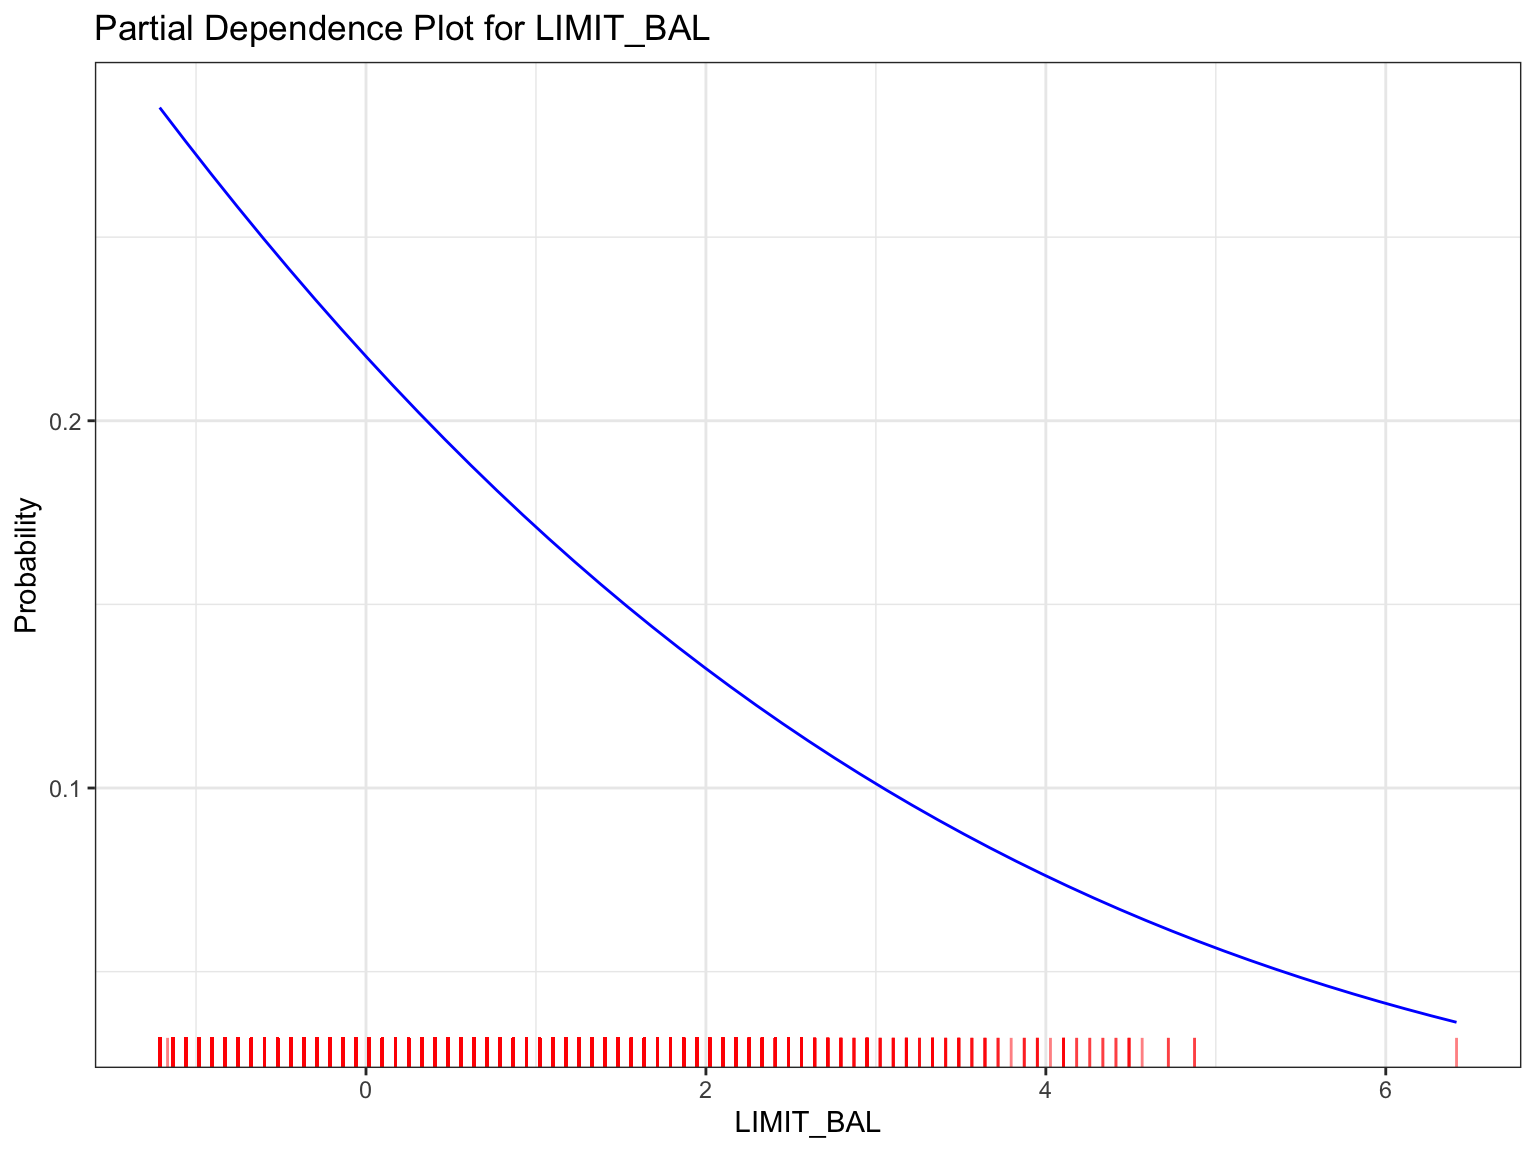 Partial Dependence Plot for LIMIT_BAL
Probability
0.2
0.1
0 2 4 6
LIMIT_BAL